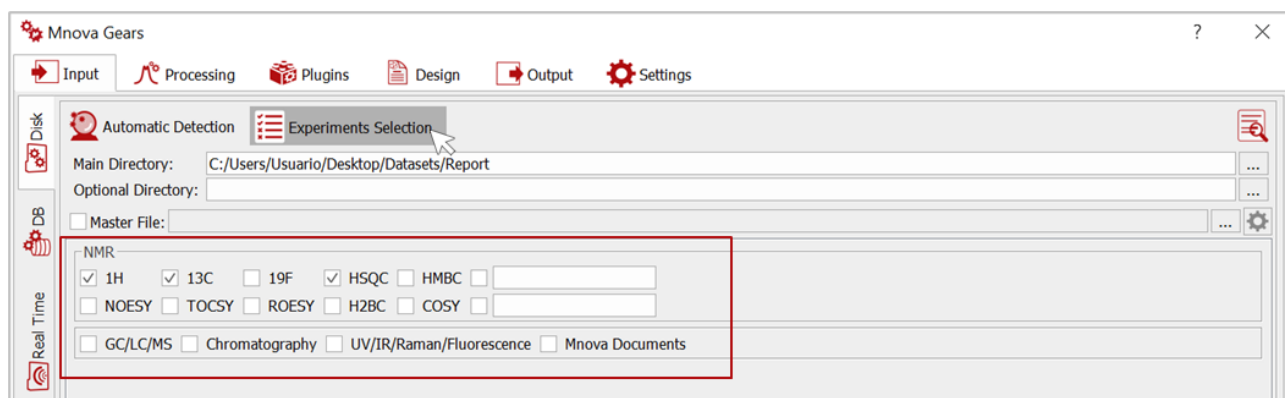 Mnova Gears ?
Input Processing Plugins Design Output Settings
Disk
DB
Real Time
Automatic Detection Experiments Selection
Main Directory: C:/Users/Usuario/Desktop/Datasets/Report ...
Optional Directory: ...
Master File: ...
NMR
1H 13C 19F HSQC HMBC
NOESY TOCSY ROESY H2BC COSY
GC/LC/MS Chromatography UV/IR/Raman/Fluorescence Mnova Documents